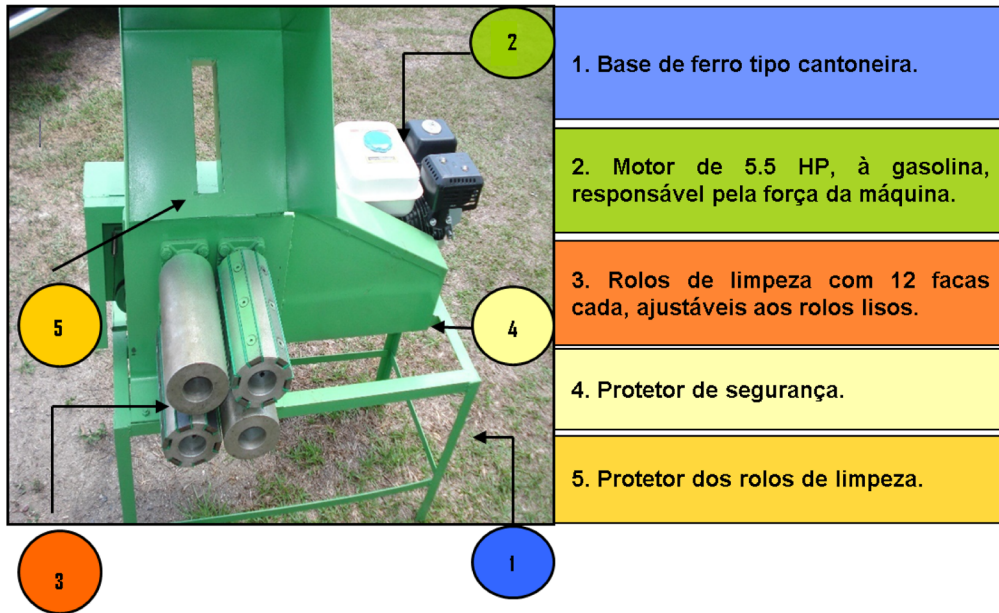 2
1. Base de ferro tipo cantoneira.
2. Motor de 5.5 HP, à gasolina,
responsável pela força da máquina.
3. Rolos de limpeza com 12 facas
cada, ajustáveis aos rolos lisos.
5
4
4. Protetor de segurança.
5. Protetor dos rolos de limpeza.
3
1